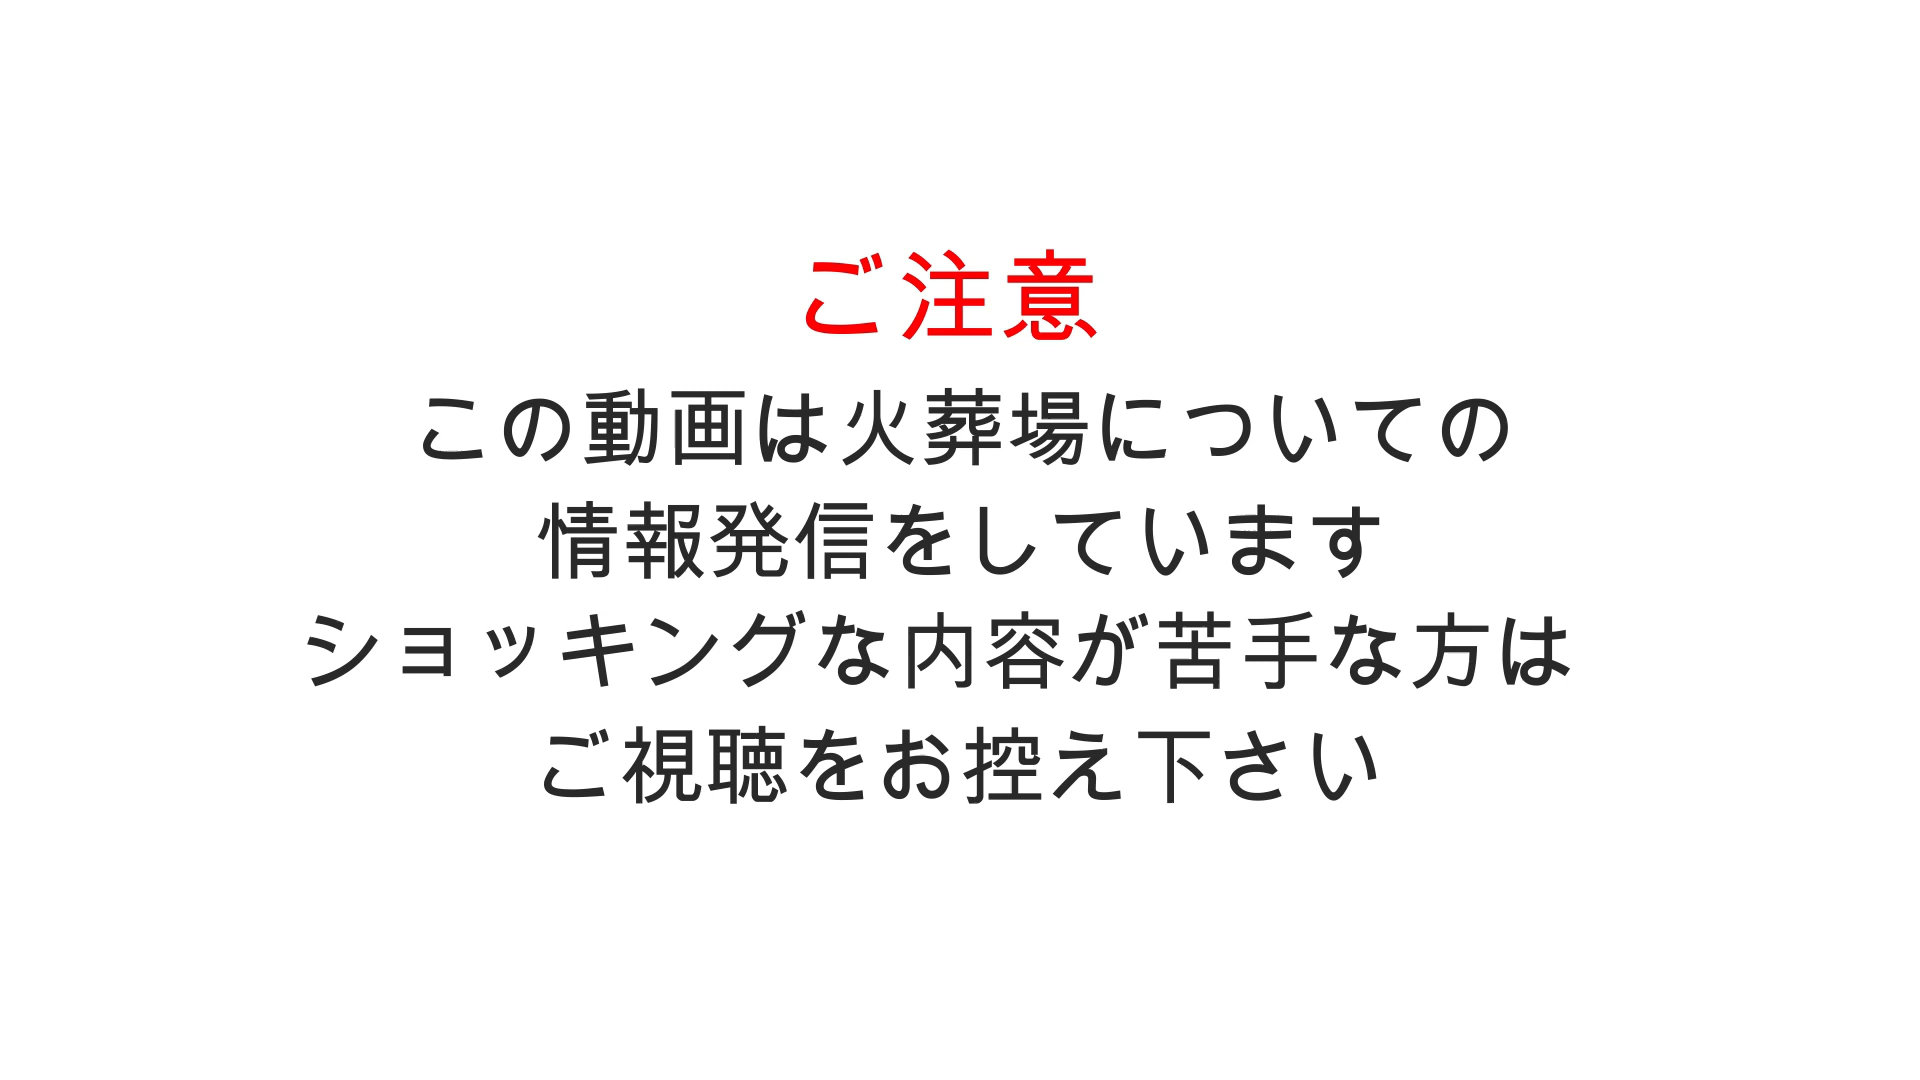 ご注意
この動画は火葬場についての
情報発信をしています
ショッキングな内容が苦手な方は
ご視聴をお控え下さい